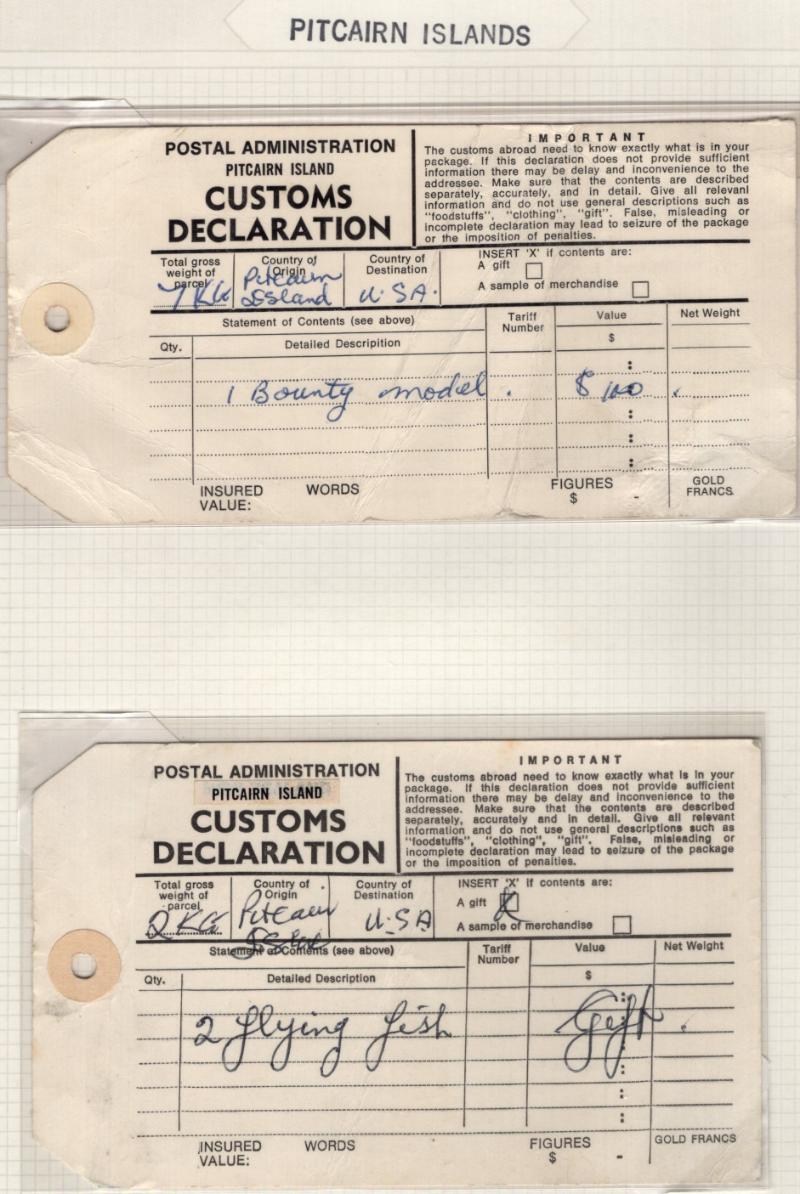 PITCAIRN ISLANDS
POSTAL ADMINISTRATION
PITCAIRN ISLAND
CUSTOMS
DECLARATION
IMPORTANT
The customs abroad need to know exactly what is in your
package. If this declaration does not provide sufficient
information there may be delay and inconvenience to the
addressee. Make sure that the contents are described
separately, accurately, and in detail. Give all relevant
information and do not use general descriptions such as
"foodstuffs", "clothing", "gift". False, misleading or
incomplete declaration may lead to seizure of the package
or the imposition of penalties.
Total gross
weight of
parcel
7 KG
Country of
Origin
Pitcairn
Island
Country of
Destination
U.S.A.
INSERT 'X' if contents are:
A gift
A sample of merchandise
Statement of Contents (see above)
Tariff
Number
Value
$
Net Weight
Qty.
Detailed Descripition
1 Bounty model. $100.
INSURED
VALUE:
WORDS
FIGURES
$ -
GOLD
FRANCS
POSTAL ADMINISTRATION
PITCAIRN ISLAND
CUSTOMS
DECLARATION
IMPORTANT
The customs abroad need to know exactly what is in your
package. If this declaration does not provide sufficient
information there may be delay and inconvenience to the
addressee. Make sure that the contents are described
separately, accurately and in detail. Give all relevant
information and do not use general descriptions such as
"foodstuffs", "clothing", "gift". False, misleading or
incomplete declaration may lead to seizure of the package
or the imposition of penalties.
Total gross
weight of
parcel
2 KG
Country of
Origin
Pitcairn
Island
Country of
Destination
U.S.A
INSERT 'X' if contents are:
A gift X
A sample of merchandise
Statement of Contents (see above)
Tariff
Number
Value
$
Net Weight
Qty.
Detailed Description
2 flying fish Gift.
INSURED
VALUE:
WORDS
FIGURES
$ -
GOLD FRANCS